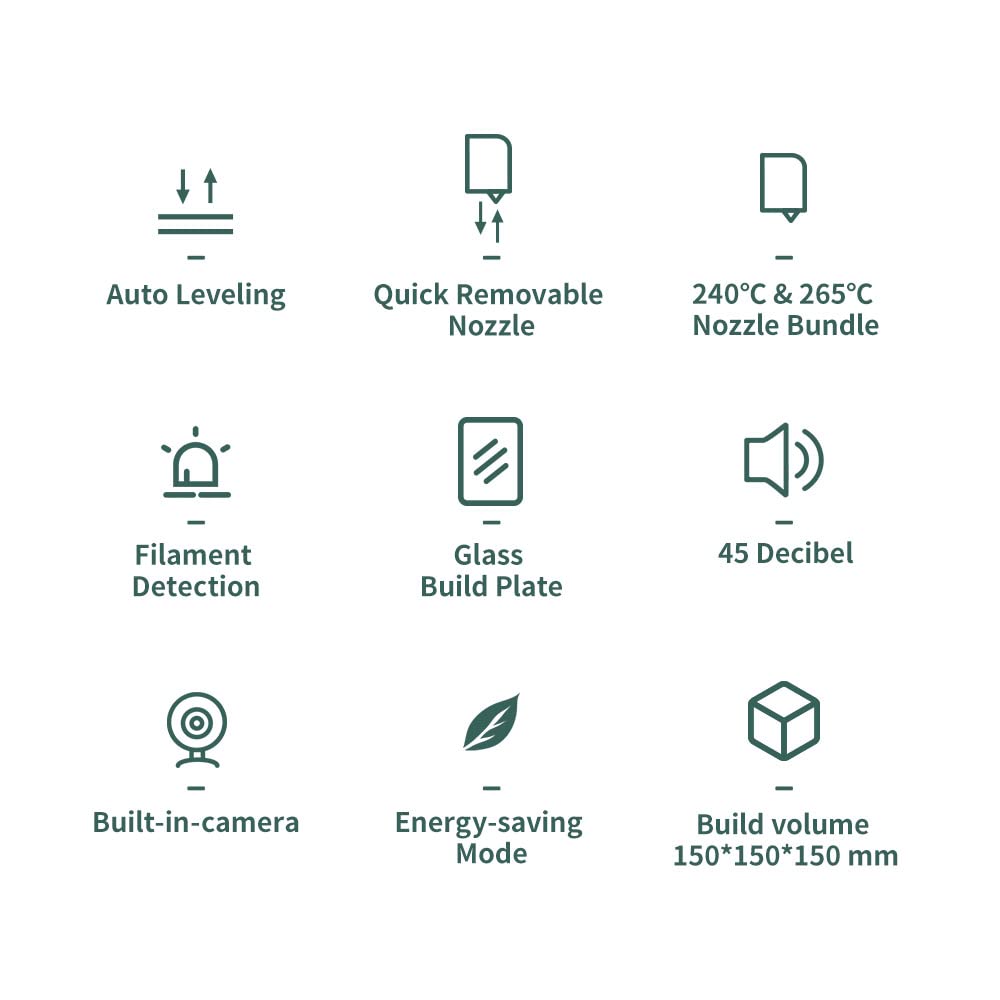 Auto Leveling
Quick Removable
Nozzle
240℃ & 265℃
Nozzle Bundle
Filament
Detection
Glass
Build Plate
45 Decibel
Built-in-camera
Energy-saving
Mode
Build volume
150*150*150 mm